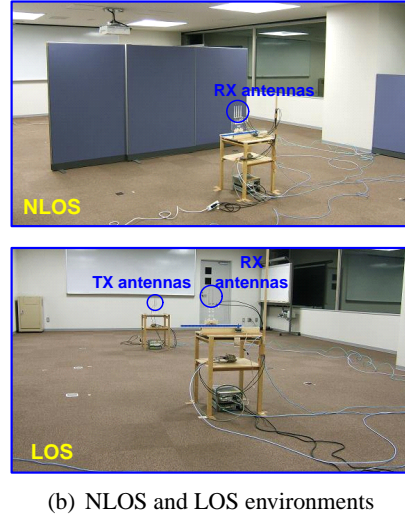 RX antennas
NLOS
TX antennas
RX
antennas
LOS
(b) NLOS and LOS environments